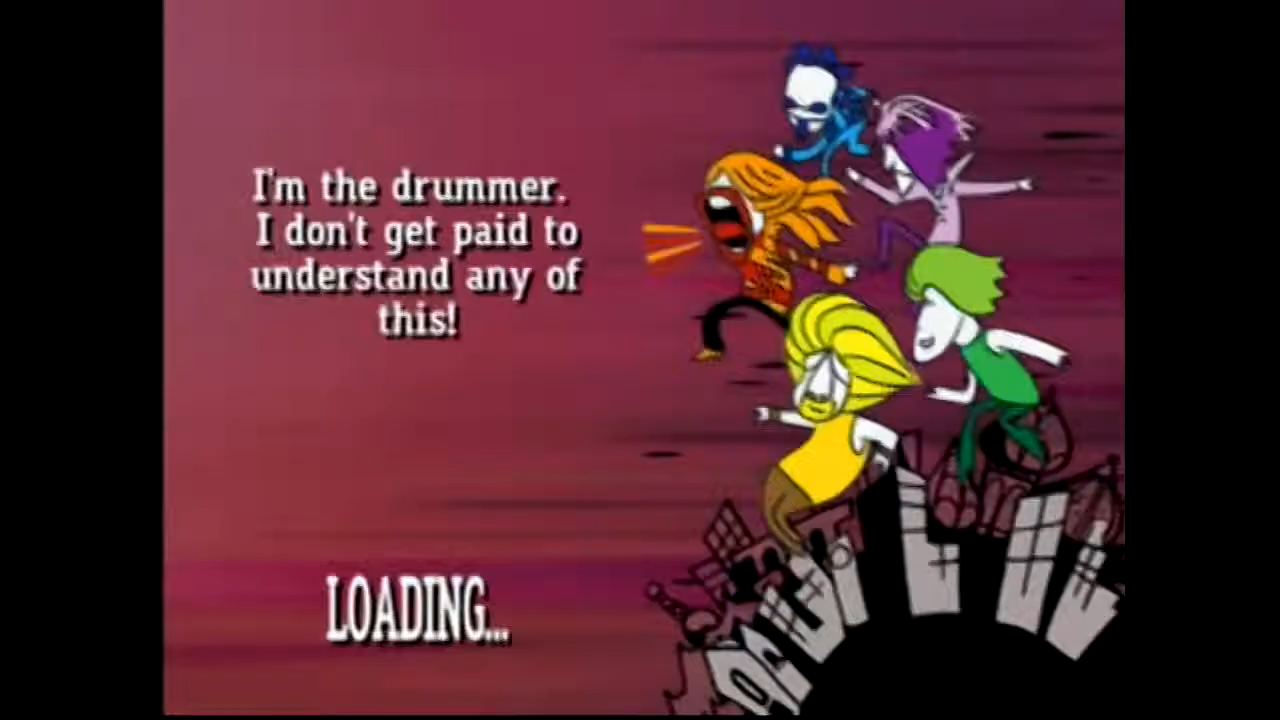 I'm the drummer.
I don't get paid to
understand any of
this!
LOADING...